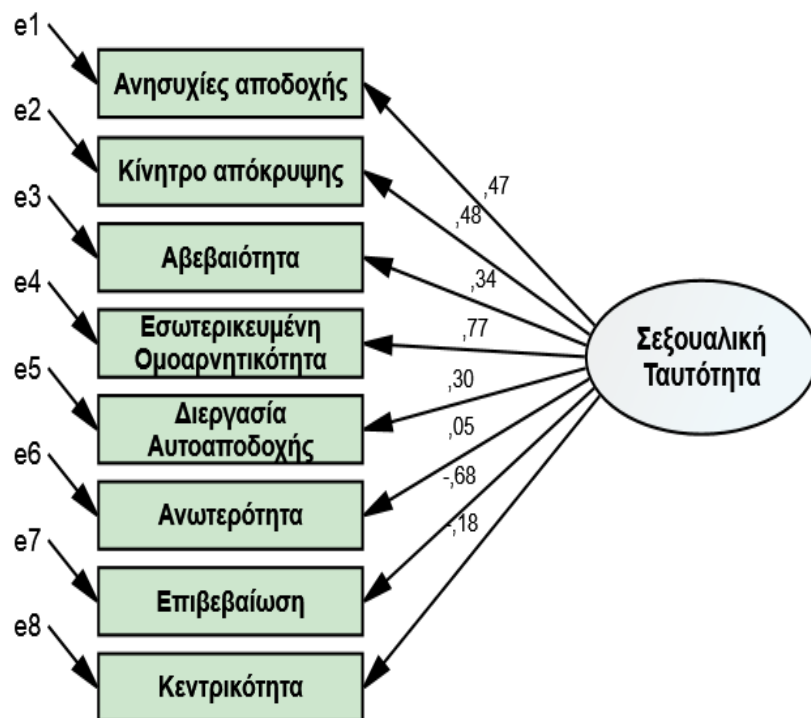 e1
Ανησυχίες αποδοχής
e2
Κίνητρο απόκρυψης
e3
Αβεβαιότητα
e4
Εσωτερικευμένη
Ομοαρνητικότητα
e5
Διεργασία
Αυτοαποδοχής
e6
Ανωτερότητα
e7
Επιβεβαίωση
e8
Κεντρικότητα
,47
,48
,34
,77
,30
,05
-,68
-,18
Σεξουαλική
Ταυτότητα